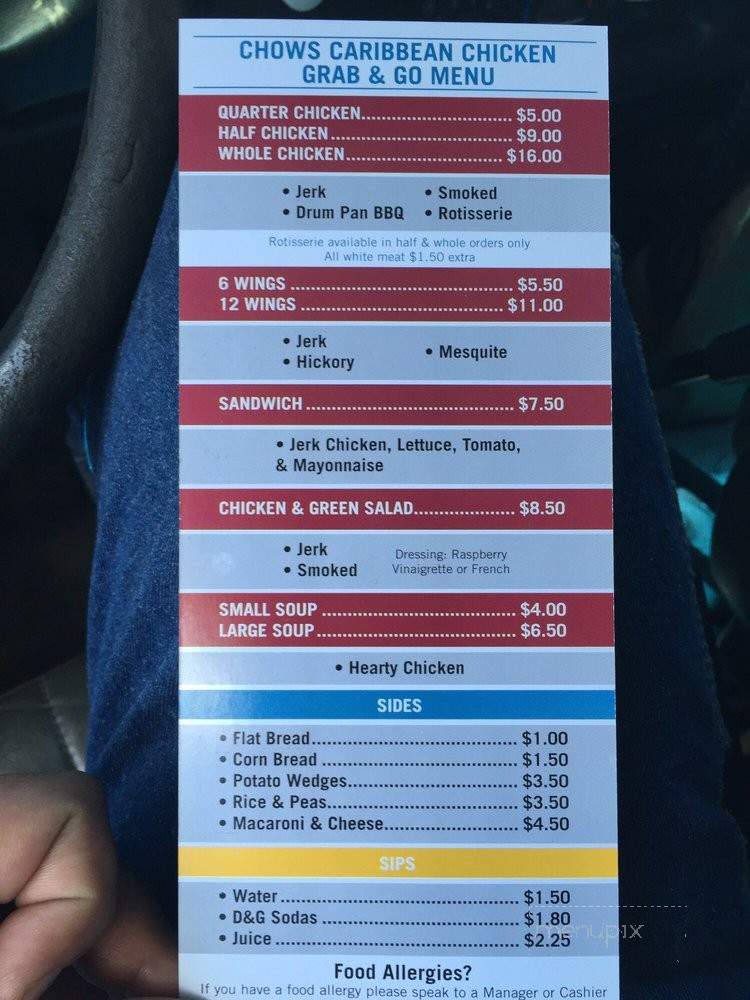 CHOWS CARIBBEAN CHICKEN
GRAB & GO MENU
QUARTER CHICKEN................................ $5.00
HALF CHICKEN....................................... $9.00
WHOLE CHICKEN................................. $16.00
• Jerk • Smoked
• Drum Pan BBQ • Rotisserie
Rotisserie available in half & whole orders only
All white meat $1.50 extra
6 WINGS ............................................... $5.50
12 WINGS ............................................ $11.00
• Jerk
• Hickory
• Mesquite
SANDWICH ............................................ $7.50
• Jerk Chicken, Lettuce, Tomato,
& Mayonnaise
CHICKEN & GREEN SALAD..................... $8.50
• Jerk
• Smoked
Dressing: Raspberry
Vinaigrette or French
SMALL SOUP ......................................... $4.00
LARGE SOUP.......................................... $6.50
• Hearty Chicken
SIDES
• Flat Bread........................................... $1.00
• Corn Bread ......................................... $1.50
• Potato Wedges.................................... $3.50
• Rice & Peas........................................ $3.50
• Macaroni & Cheese............................ $4.50
SIPS
• Water .................................................. $1.50
• D&G Sodas ......................................... $1.80
• Juice ................................................... $2.25
menupix
Food Allergies?
If you have a food allergy please speak to a Manager or Cashier